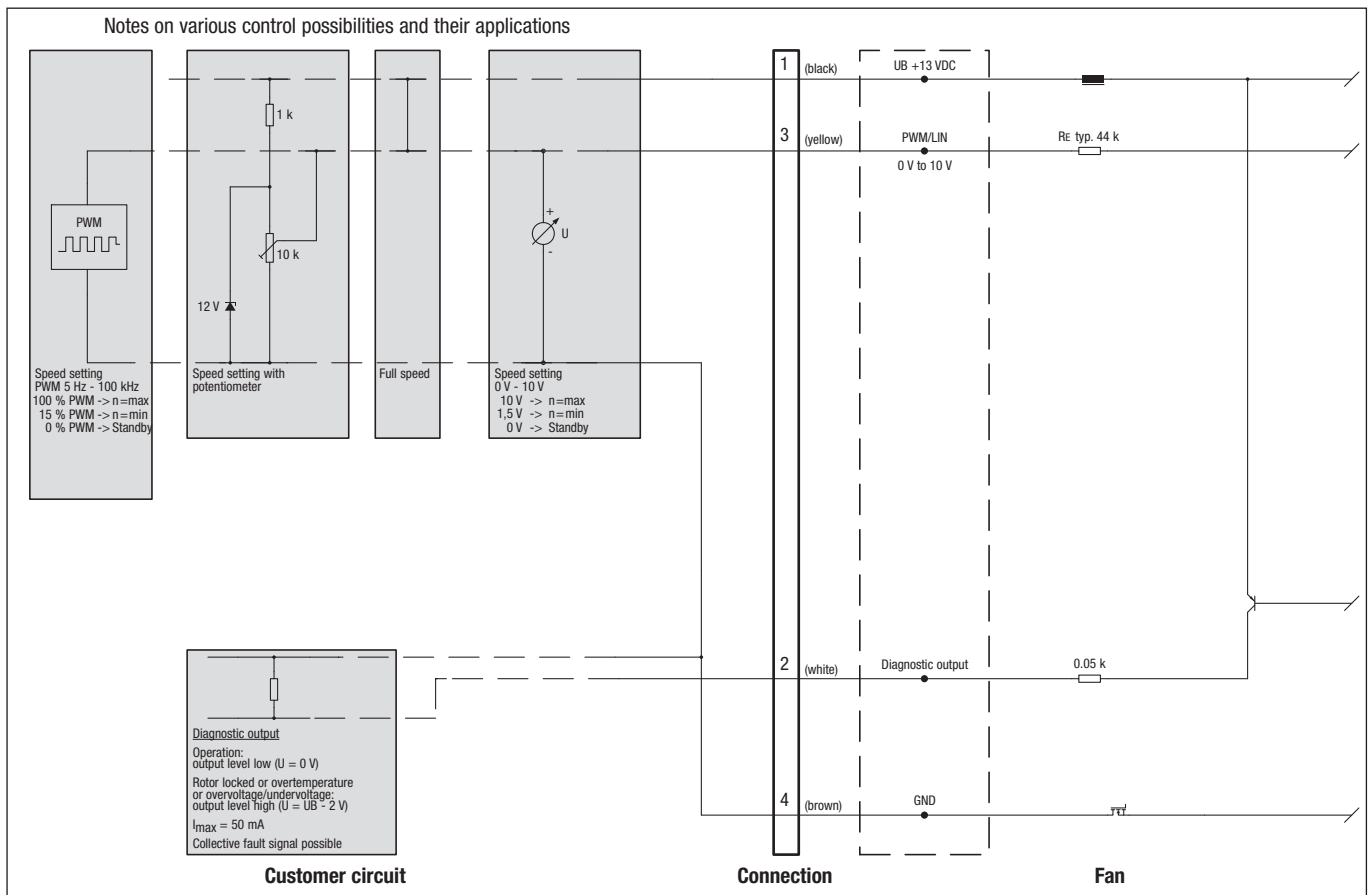 Notes on various control possibilities and their applications
1 (black) UB +13 VDC
1 k
3 (yellow) PWM/LIN RE typ. 44 k
0 V to 10 V
PWM
+
U
-
10 k
12 V
Speed setting
PWM 5 Hz - 100 kHz
100 % PWM -> n=max
15 % PWM -> n=min
0 % PWM -> Standby
Speed setting with
potentiometer
Full speed
Speed setting
0 V - 10 V
10 V -> n=max
1,5 V -> n=min
0 V -> Standby
2 (white) Diagnostic output 0.05 k
Diagnostic output
Operation:
output level low (U = 0 V)
Rotor locked or overtemperature
or overvoltage/undervoltage:
output level high (U = UB - 2 V)
Imax = 50 mA
Collective fault signal possible
4 (brown) GND
Customer circuit Connection Fan